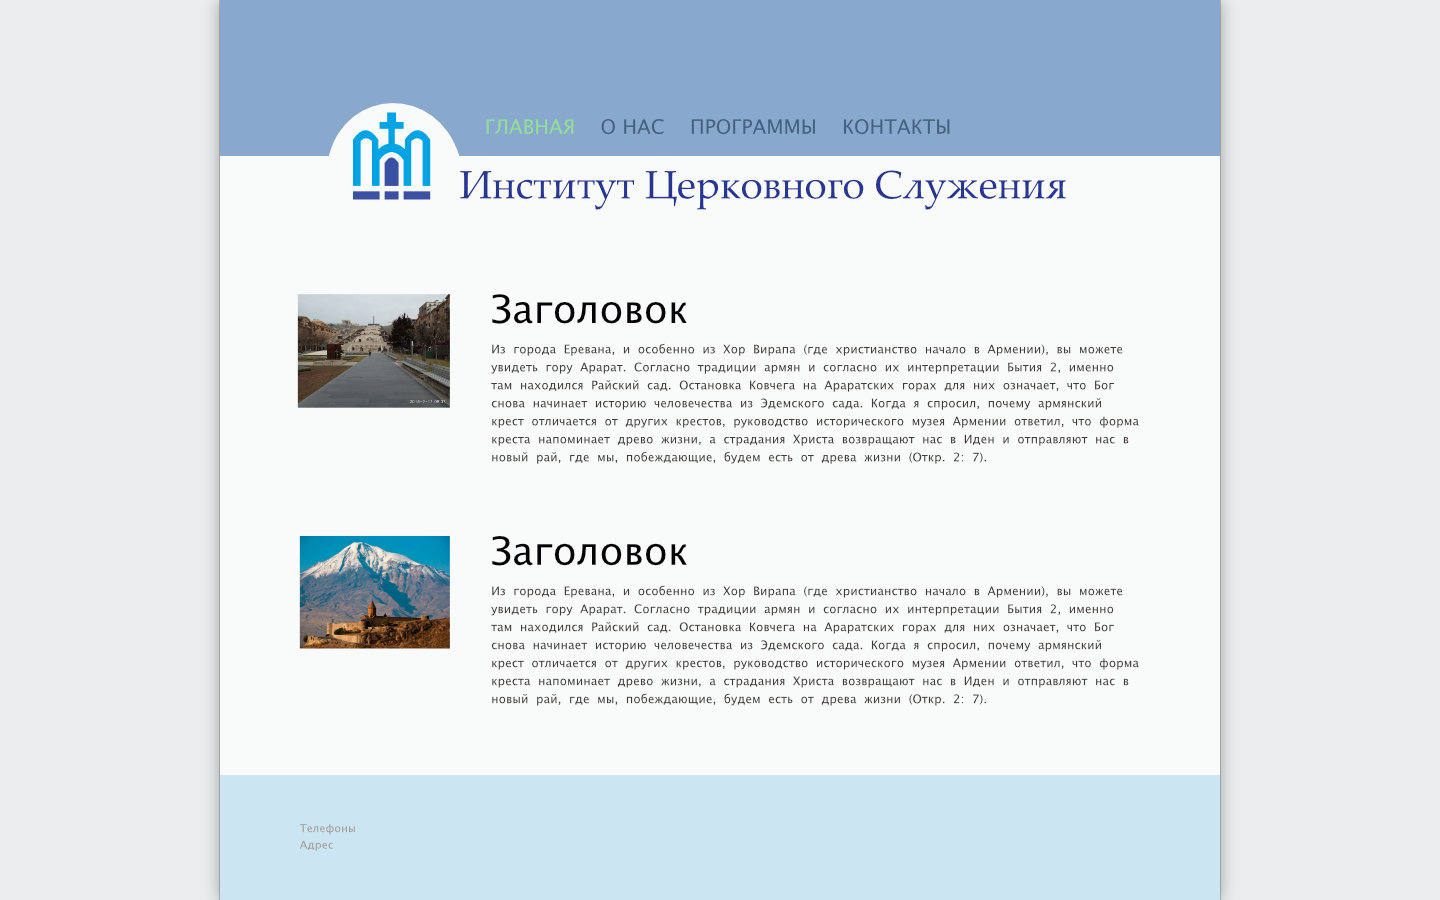 ГЛАВНАЯ О НАС ПРОГРАММЫ КОНТАКТЫ
Институт Церковного Служения
Заголовок
Из города Еревана, и особенно из Хор Вирапа (где христианство начало в Армении), вы можете
увидеть гору Арарат. Согласно традиции армян и согласно их интерпретации Бытия 2, именно
там находился Райский сад. Остановка Ковчега на Араратских горах для них означает, что Бог
снова начинает историю человечества из Эдемского сада. Когда я спросил, почему армянский
крест отличается от других крестов, руководство исторического музея Армении ответил, что форма
креста напоминает древо жизни, а страдания Христа возвращают нас в Иден и отправляют нас в
новый рай, где мы, побеждающие, будем есть от древа жизни (Откр. 2: 7).
Заголовок
Из города Еревана, и особенно из Хор Вирапа (где христианство начало в Армении), вы можете
увидеть гору Арарат. Согласно традиции армян и согласно их интерпретации Бытия 2, именно
там находился Райский сад. Остановка Ковчега на Араратских горах для них означает, что Бог
снова начинает историю человечества из Эдемского сада. Когда я спросил, почему армянский
крест отличается от других крестов, руководство исторического музея Армении ответил, что форма
креста напоминает древо жизни, а страдания Христа возвращают нас в Иден и отправляют нас в
новый рай, где мы, побеждающие, будем есть от древа жизни (Откр. 2: 7).
Телефоны
Адрес